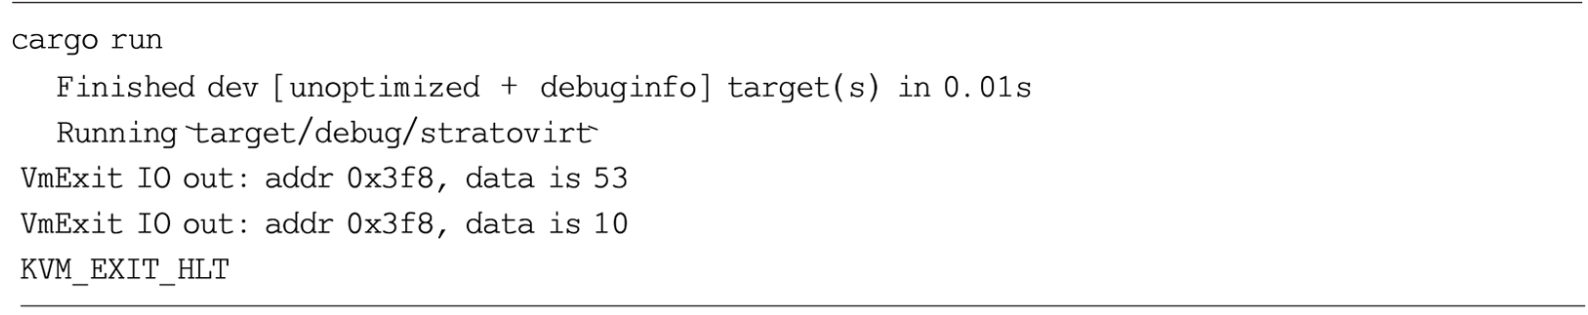 cargo run
Finished dev [unoptimized + debuginfo] target(s) in 0.01s
Running `target/debug/stratovirt`
VmExit IO out: addr 0x3f8, data is 53
VmExit IO out: addr 0x3f8, data is 10
KVM_EXIT_HLT